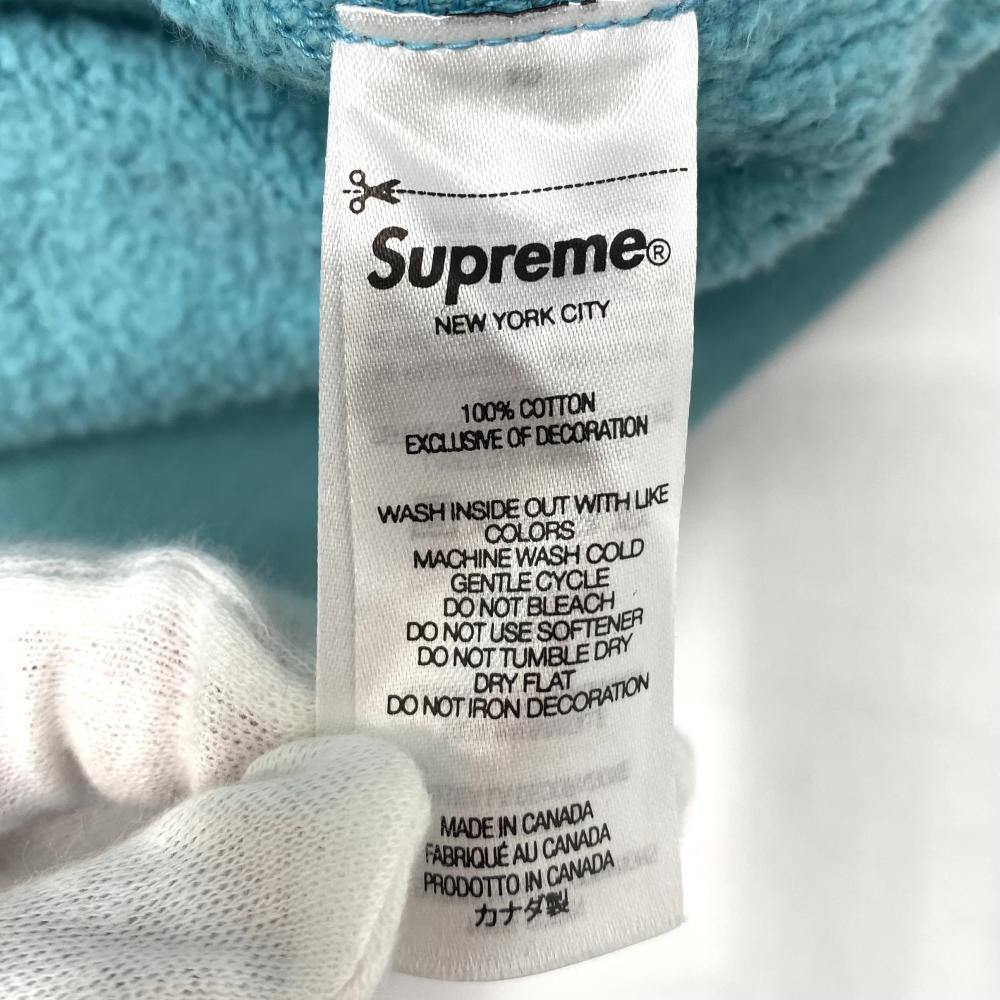 Supreme®
NEW YORK CITY
100% COTTON
EXCLUSIVE OF DECORATION
WASH INSIDE OUT WITH LIKE
COLORS
MACHINE WASH COLD
GENTLE CYCLE
DO NOT BLEACH
DO NOT USE SOFTENER
DO NOT TUMBLE DRY
DRY FLAT
DO NOT IRON DECORATION
MADE IN CANADA
FABRIQUÉ AU CANADA
PRODOTTO IN CANADA
カナダ製